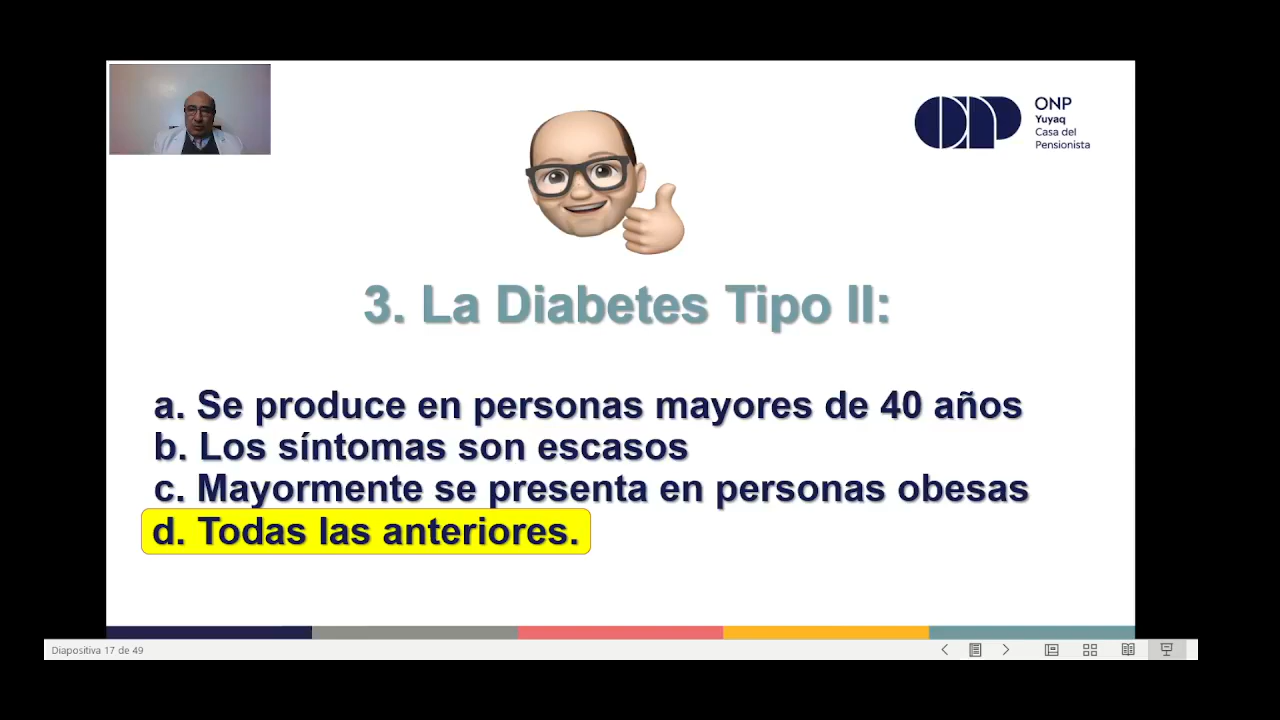 ONP
Yuyaq
Casa del
Pensionista
3. La Diabetes Tipo II:
a. Se produce en personas mayores de 40 años
b. Los síntomas son escasos
c. Mayormente se presenta en personas obesas
d. Todas las anteriores.
Diapositiva 17 de 49